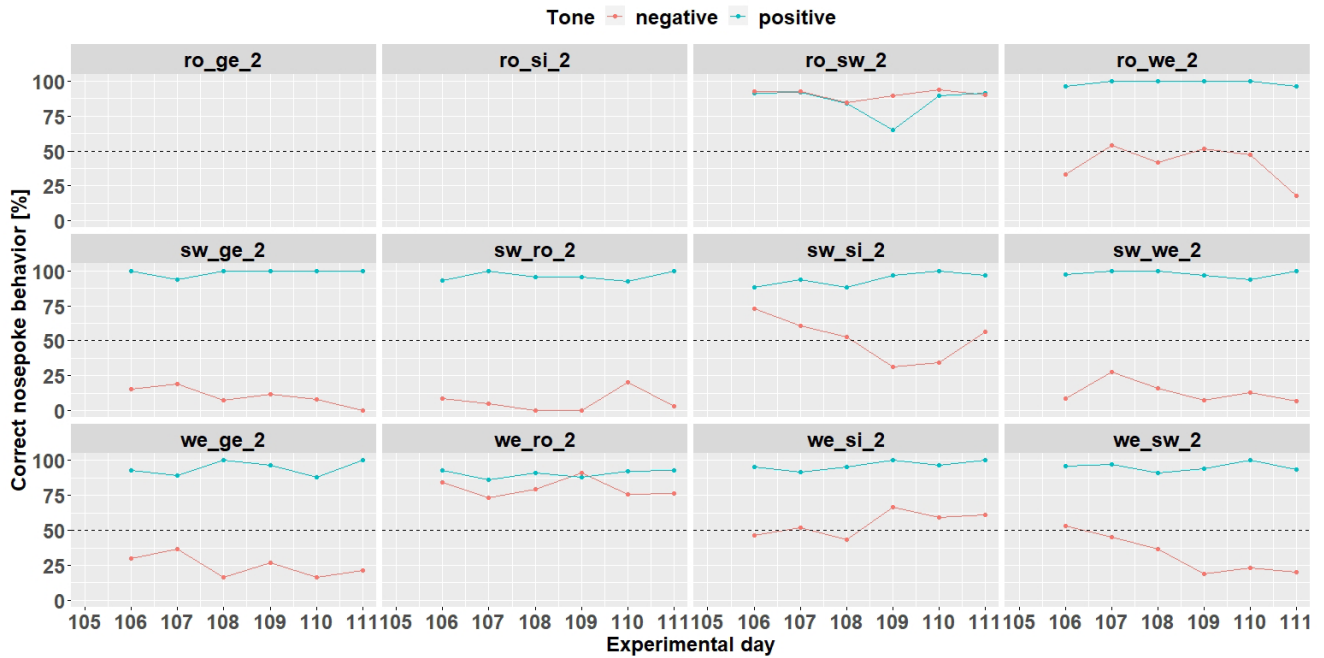 Tone negative positive
ro_ge_2 ro_si_2 ro_sw_2 ro_we_2
100
75
50
25
0
sw_ge_2 sw_ro_2 sw_si_2 sw_we_2
100
75
50
25
0
we_ge_2 we_ro_2 we_si_2 we_sw_2
100
75
50
25
0
Correct nosepoke behavior [%]
105 106 107 108 109 110 111 105 106 107 108 109 110 111 105 106 107 108 109 110 111 105 106 107 108 109 110 111
Experimental day